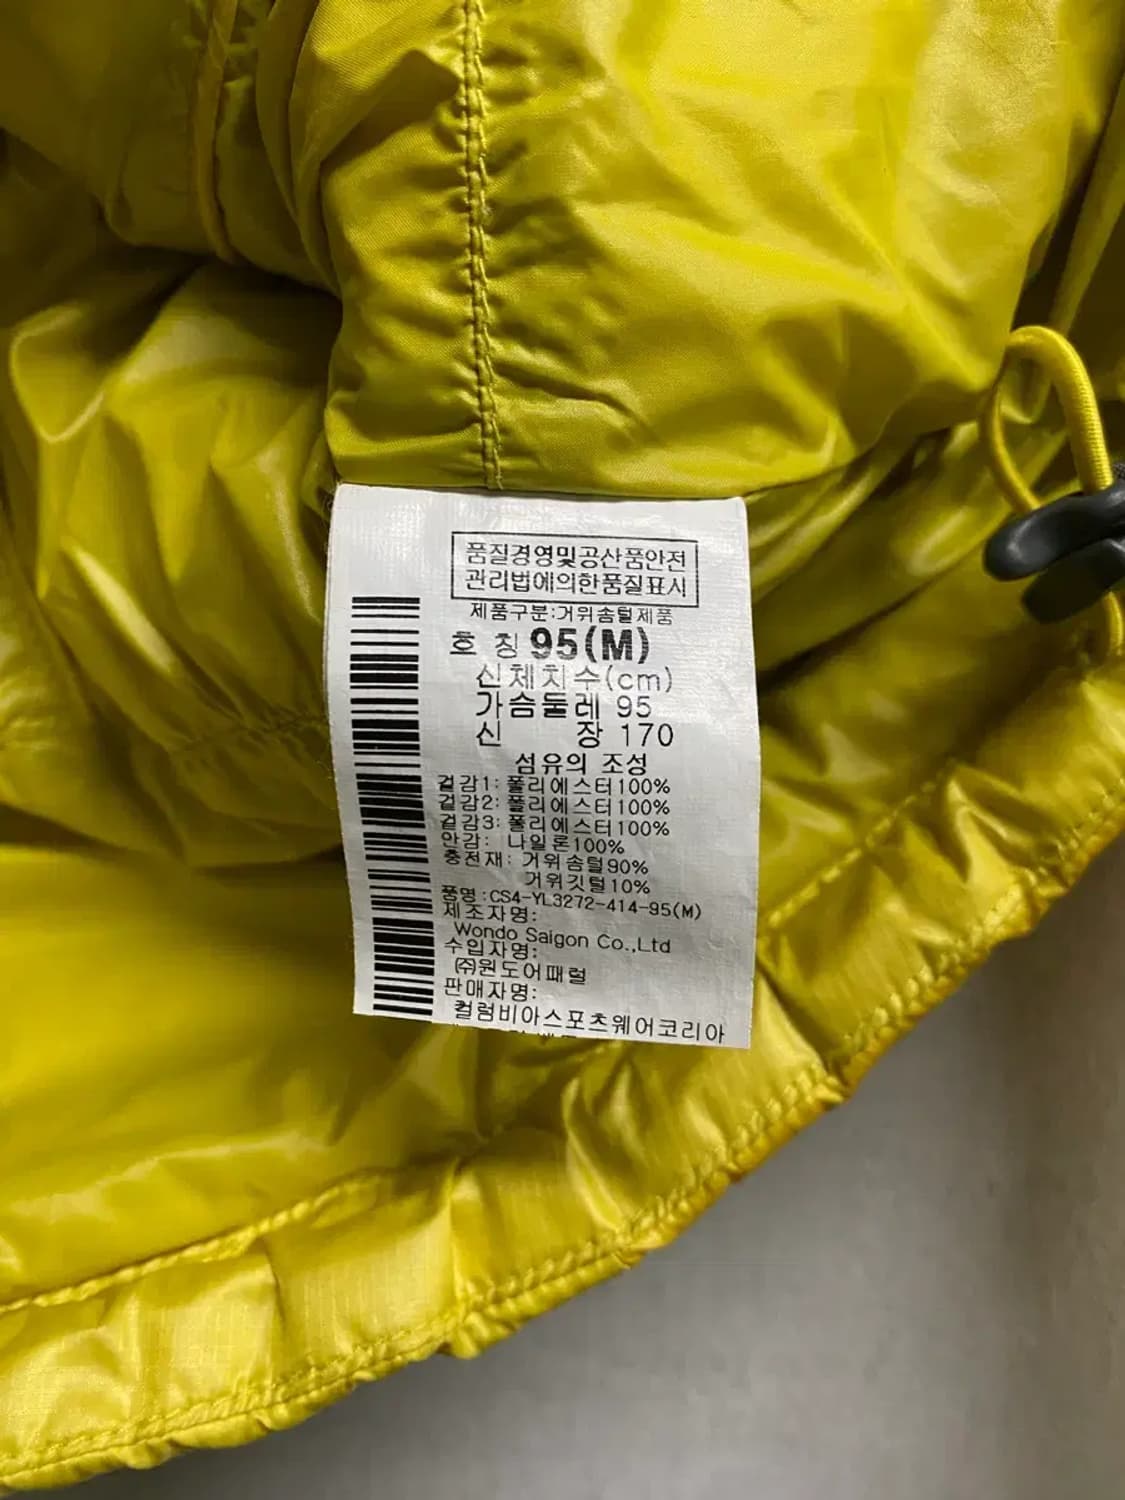 품질경영및공산품안전
관리법에의한품질표시
제품구분:거위솜털제품
호 칭 95(M)
신체치수(cm)
가슴둘레 95
신 장 170
섬유의 조성
겉감1: 폴리에스터100%
겉감2: 폴리에스터100%
겉감3: 폴리에스터100%
안감: 나일론100%
충전재: 거위솜털90%
거위깃털10%
품명:CS4-YL3272-414-95(M)
제조자명:
Wondo Saigon Co.,Ltd
수입자명:
㈜원도어패럴
판매자명:
컬럼비아스포츠웨어코리아